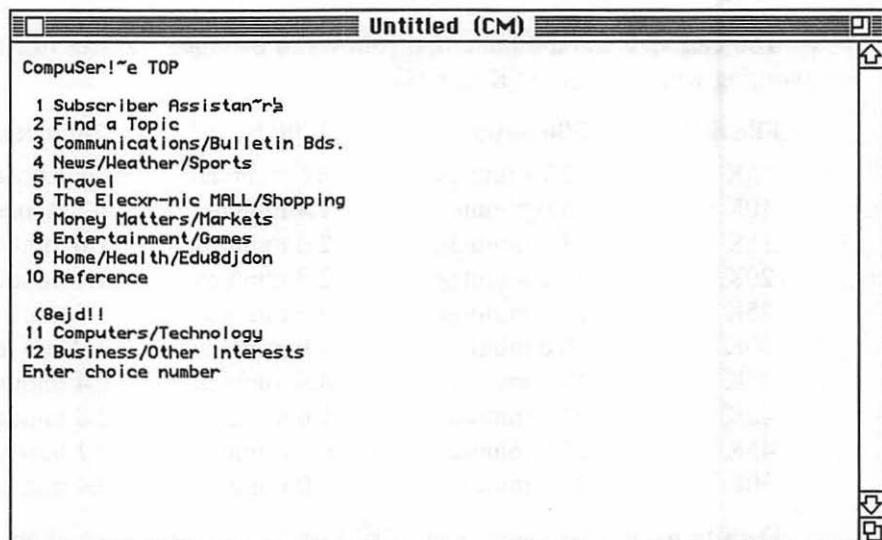 Untitled (CM)
CompuSer!~e TOP
1 Subscriber Assistan~r
2 Find a Topic
3 Communications/Bulletin Bds.
4 News/Weather/Sports
5 Travel
6 The Elecxr-nic MALL/Shopping
7 Money Matters/Markets
8 Entertainment/Games
9 Home/Health/Edu8djdon
10 Reference
(8ejd!!
11 Computers/Technology
12 Business/Other Interests
Enter choice number